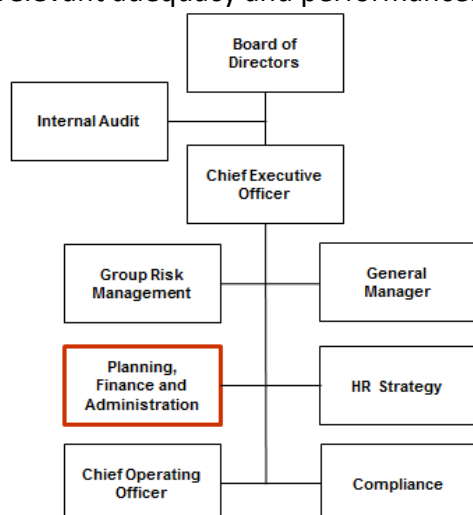 relevant adequacy and performance.
Board of
Directors
Internal Audit
Chief Executive
Officer
Group Risk
Management
General
Manager
Planning,
Finance and
Administration
HR Strategy
Chief Operating
Officer
Compliance